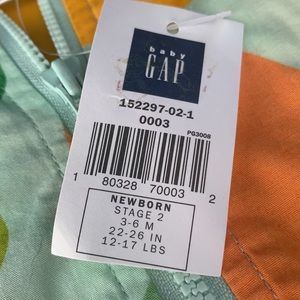 baby
GAP
152297-02-1
0003
PG3008
1 80328 70003 2
NEWBORN
STAGE 2
3-6 M
22-26 IN
12-17 LBS